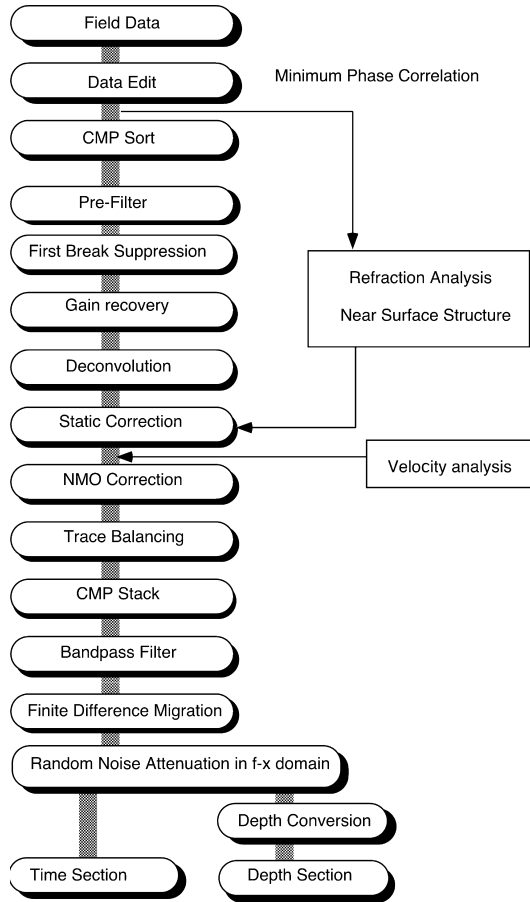 Field Data
Data Edit
Minimum Phase Correlation
CMP Sort
Pre-Filter
First Break Suppression
Refraction Analysis
Near Surface Structure
Gain recovery
Deconvolution
Static Correction
Velocity analysis
NMO Correction
Trace Balancing
CMP Stack
Bandpass Filter
Finite Difference Migration
Random Noise Attenuation in f-x domain
Depth Conversion
Time Section
Depth Section